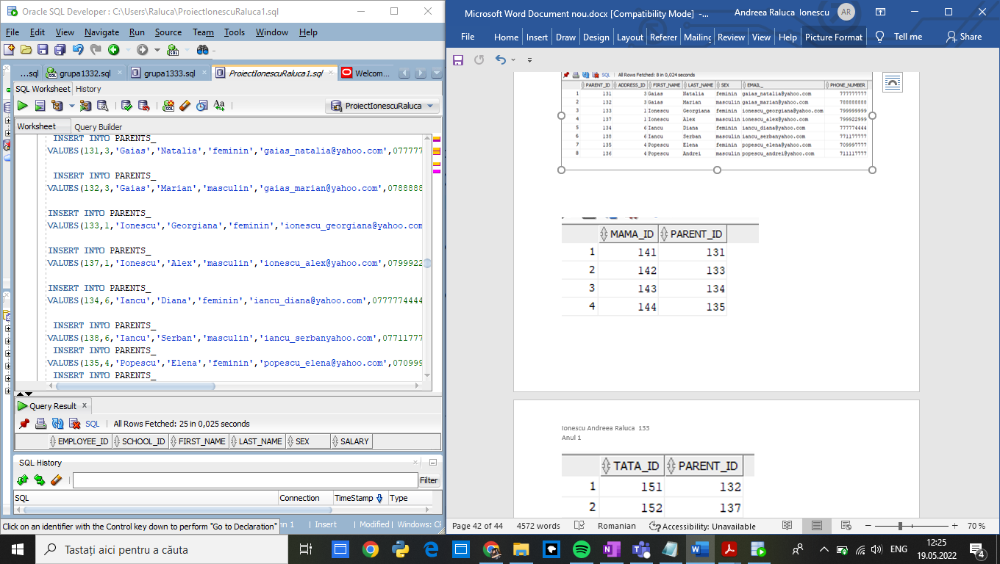 Oracle SQL Developer : C:\Users\Raluca\ProiectIonescuRaluca1.sql
File Edit View Navigate Run Source Team Tools Window Help
...sql grupa1332.sql grupa1333.sql ProiectIonescuRaluca1.sql Welcom...
SQL Worksheet History
ProiectIonescuRaluca
Worksheet Query Builder
INSERT INTO PARENTS_
VALUES(131,3,'Gaias','Natalia','feminin','gaias_natalia@yahoo.com',077777
INSERT INTO PARENTS_
VALUES(132,3,'Gaias','Marian','masculin','gaias_marian@yahoo.com',0788888
INSERT INTO PARENTS_
VALUES(133,1,'Ionescu','Georgiana','feminin','ionescu_georgiana@yahoo.com
INSERT INTO PARENTS_
VALUES(137,1,'Ionescu','Alex','masculin','ionescu_alex@yahoo.com',0799922
INSERT INTO PARENTS_
VALUES(134,6,'Iancu','Diana','feminin','iancu_diana@yahoo.com',0777774444
INSERT INTO PARENTS_
VALUES(138,6,'Iancu','Serban','masculin','iancu_serbanyahoo.com',07711777
INSERT INTO PARENTS_
VALUES(135,4,'Popescu','Elena','feminin','popescu_elena@yahoo.com',070999
INSERT INTO PARENTS_
Query Result x
SQL | All Rows Fetched: 25 in 0,025 seconds
EMPLOYEE_ID SCHOOL_ID FIRST_NAME LAST_NAME SEX SALARY
SQL History
Filter
SQL Connection TimeStamp Type
Click on an identifier with the Control key down to perform "Go to Declaration" mn 1 | Insert | Modified | Windows: CF
Microsoft Word Document nou.docx [Compatibility Mode] -... Andreea Raluca Ionescu AR
File Home Insert Draw Design Layout Referer Mailing Review View Help Picture Format Tell me Share
SQL | All Rows Fetched: 8 in 0,024 seconds
PARENT_ID ADDRESS_ID FIRST_NAME LAST_NAME SEX EMAIL_ PHONE_NUMBER
1 131 3 Gaias Natalia feminin gaias_natalia@yahoo.com 777777777
2 132 3 Gaias Marian masculin gaias_marian@yahoo.com 788888888
3 133 1 Ionescu Georgiana feminin ionescu_georgiana@yahoo.com 799999999
4 137 1 Ionescu Alex masculin ionescu_alex@yahoo.com 799922999
5 134 6 Iancu Diana feminin iancu_diana@yahoo.com 777774444
6 138 6 Iancu Serban masculin iancu_serbanyahoo.com 771177777
7 135 4 Popescu Elena feminin popescu_elena@yahoo.com 709997777
8 136 4 Popescu Andrei masculin popescu_andrei@yahoo.com 711117777
MAMA_ID PARENT_ID
1 141 131
2 142 133
3 143 134
4 144 135
Ionescu Andreea Raluca 133
Anul 1
TATA_ID PARENT_ID
1 151 132
2 152 137
Page 42 of 44 4572 words Romanian Accessibility: Unavailable 70 %
Tastați aici pentru a căuta
ENG 12:25
19.05.2022
4